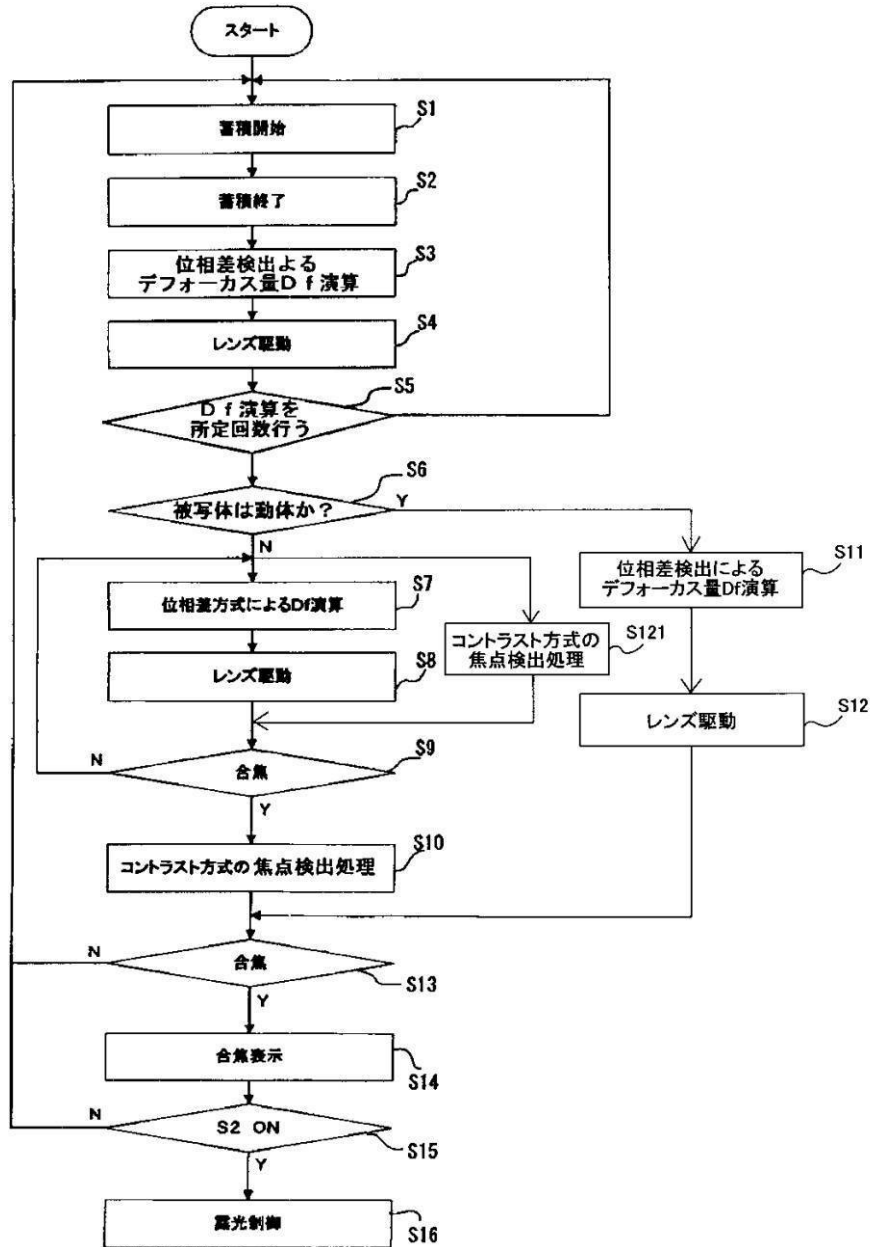 スタート
S1
蓄積開始
S2
蓄積終了
S3
位相差検出よる
デフォーカス量Ｄｆ演算
S4
レンズ駆動
S5
Ｄｆ演算を
所定回数行う
S6
被写体は動体か？
Y
N
S11
位相差検出による
デフォーカス量Df演算
S7
位相差方式によるDf演算
コントラスト方式の
焦点検出処理
S121
レンズ駆動
S8
レンズ駆動
S12
S9
N
合焦
Y
S10
コントラスト方式の焦点検出処理
N
合焦
S13
Y
合焦表示
S14
N
S2 ON
S15
Y
露光制御
S16